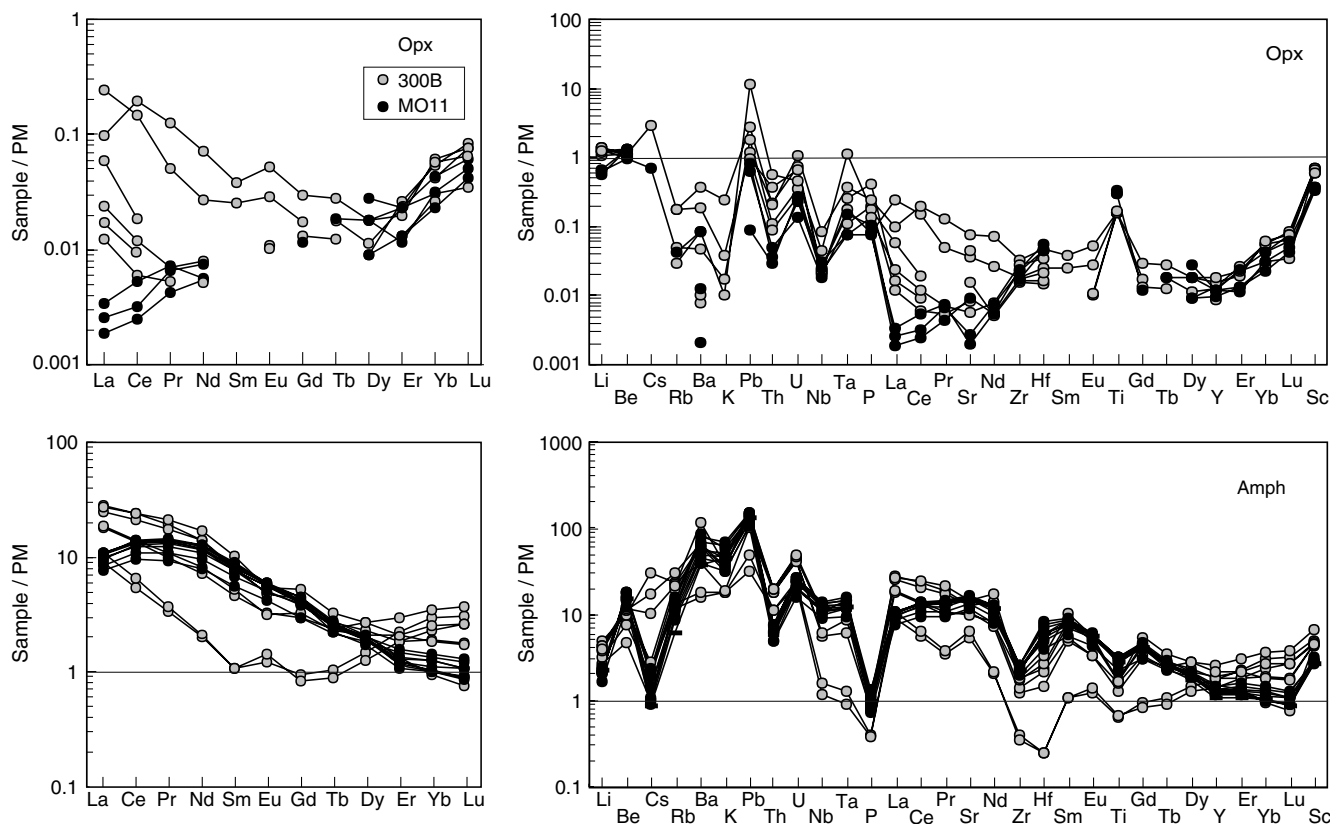 1
0.1
0.01
0.001
Sample / PM
Opx
300B
MO11
La Ce Pr Nd Sm Eu Gd Tb Dy Er Yb Lu
100
10
1
0.1
0.01
0.001
Sample / PM
Opx
Li Cs Ba Pb U Ta La Pr Nd Hf Eu Gd Dy Er Lu
Be Rb K Th Nb P Ce Sr Zr Sm Ti Tb Y Yb Sc
100
10
1
0.1
Sample / PM
La Ce Pr Nd Sm Eu Gd Tb Dy Er Yb Lu
1000
100
10
1
0.1
Sample / PM
Amph
Li Cs Ba Pb U Ta La Pr Nd Hf Eu Gd Dy Er Lu
Be Rb K Th Nb P Ce Sr Zr Sm Ti Tb Y Yb Sc